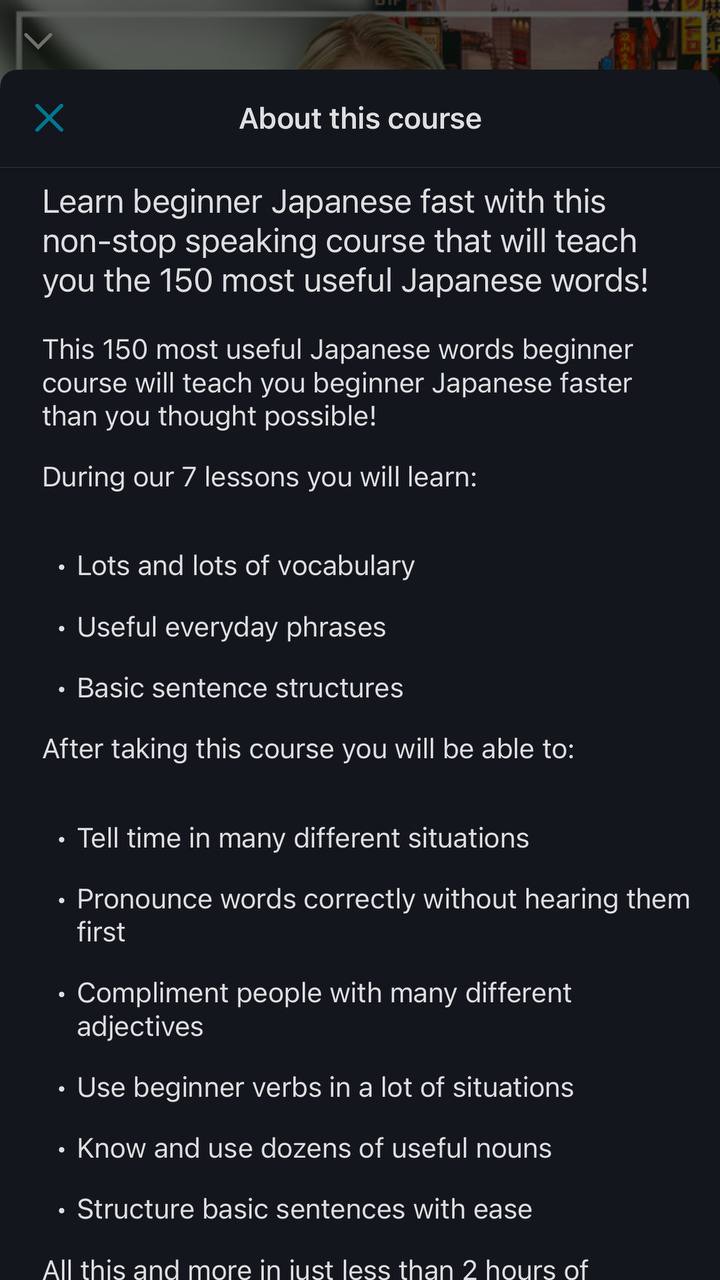 About this course
Learn beginner Japanese fast with this
non-stop speaking course that will teach
you the 150 most useful Japanese words!
This 150 most useful Japanese words beginner
course will teach you beginner Japanese faster
than you thought possible!
During our 7 lessons you will learn:
• Lots and lots of vocabulary
• Useful everyday phrases
• Basic sentence structures
After taking this course you will be able to:
• Tell time in many different situations
• Pronounce words correctly without hearing them
first
• Compliment people with many different
adjectives
• Use beginner verbs in a lot of situations
• Know and use dozens of useful nouns
• Structure basic sentences with ease
All this and more in just less than 2 hours of